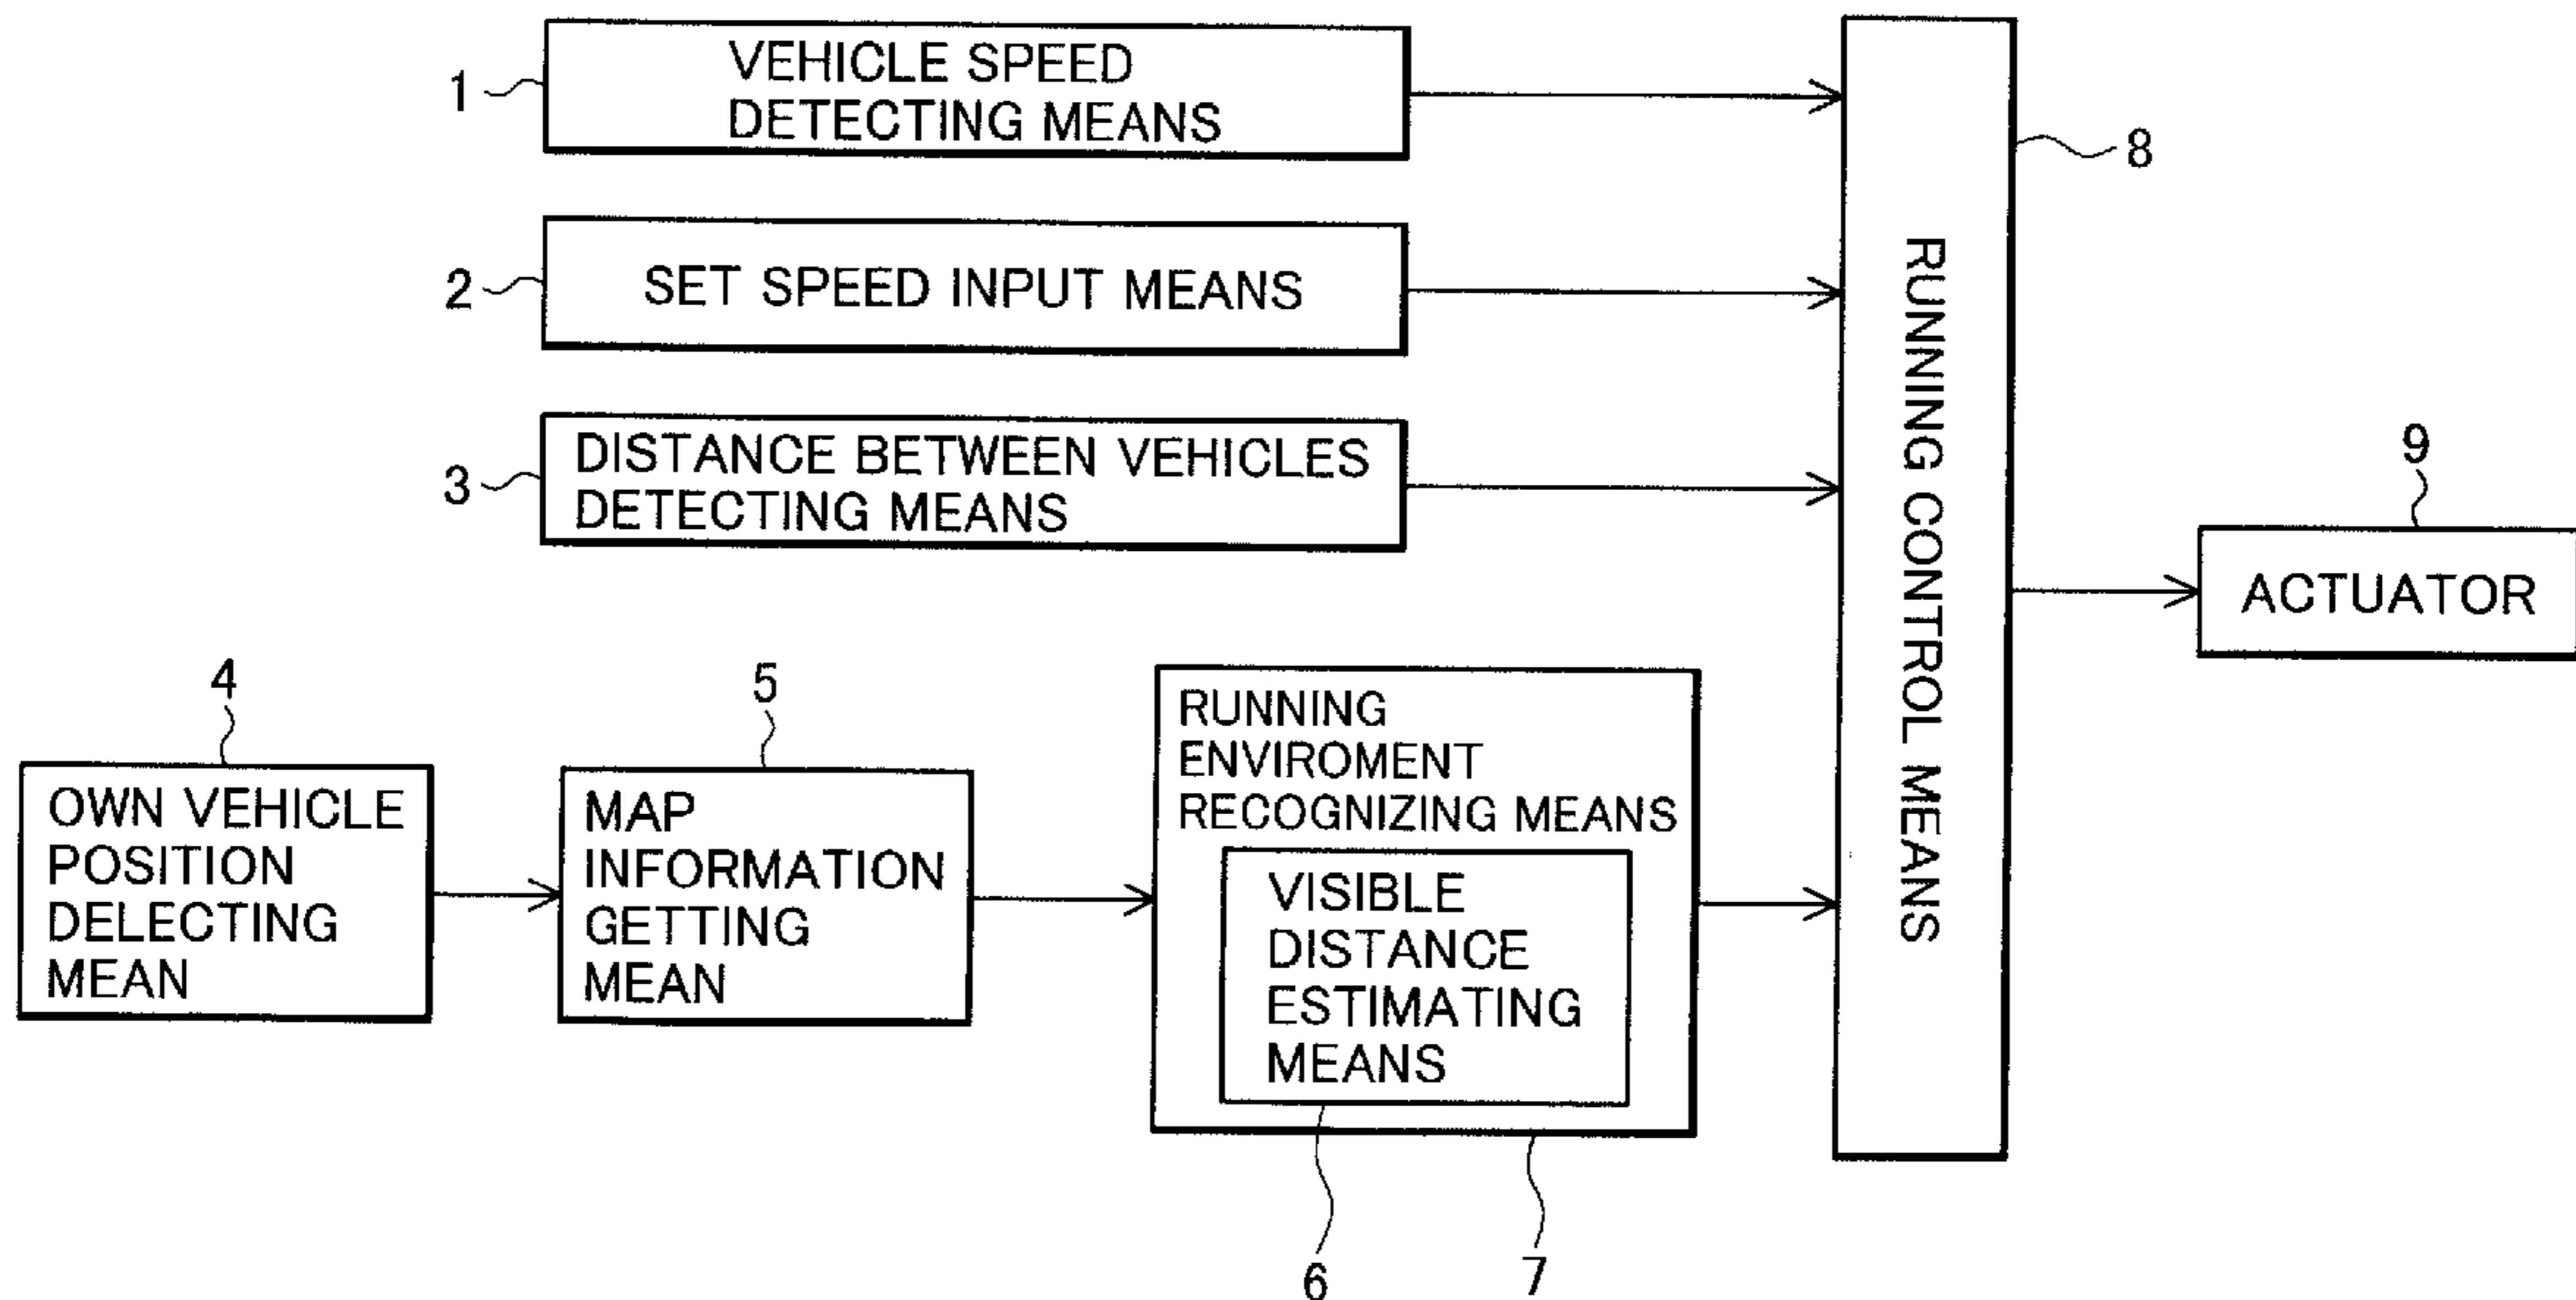 1
VEHICLE SPEED
DETECTING MEANS
8
2
SET SPEED INPUT MEANS
3
DISTANCE BETWEEN VEHICLES
DETECTING MEANS
RUNNING CONTROL MEANS
9
ACTUATOR
4
OWN VEHICLE
POSITION
DELECTING
MEAN
5
MAP
INFORMATION
GETTING
MEAN
RUNNING
ENVIROMENT
RECOGNIZING MEANS
VISIBLE
DISTANCE
ESTIMATING
MEANS
6
7